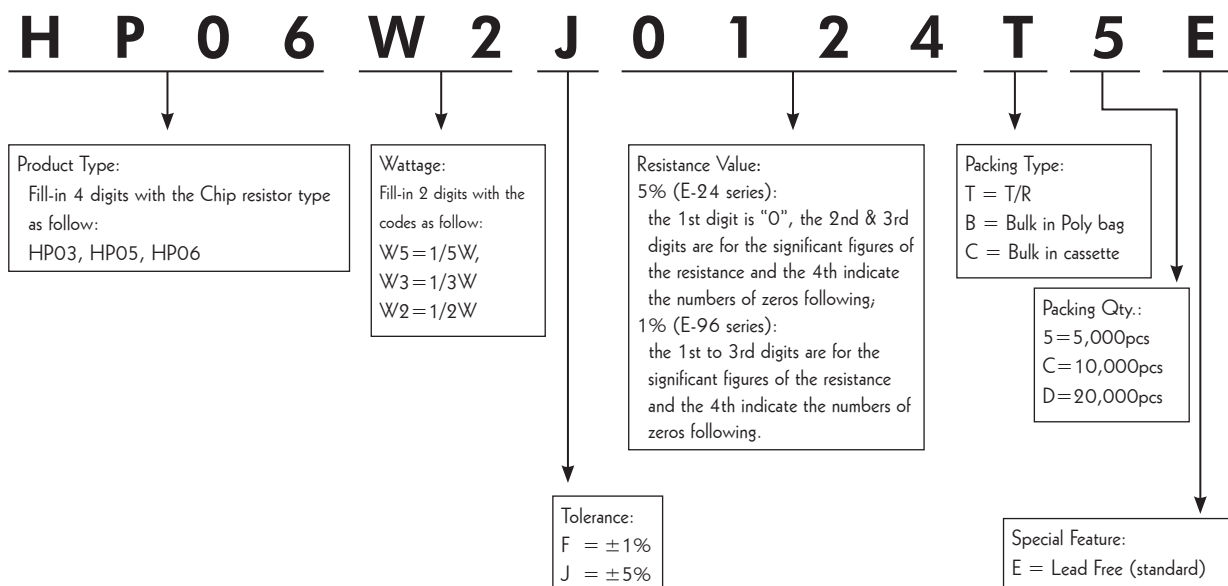 H P 0 6 W 2 J 0 1 2 4 T 5 E
Product Type:
Fill-in 4 digits with the Chip resistor type
as follow:
HP03, HP05, HP06
Wattage:
Fill-in 2 digits with the
codes as follow:
W5=1/5W,
W3=1/3W
W2=1/2W
Resistance Value:
5% (E-24 series):
the 1st digit is “0”, the 2nd & 3rd
digits are for the significant figures of
the resistance and the 4th indicate
the numbers of zeros following;
1% (E-96 series):
the 1st to 3rd digits are for the
significant figures of the resistance
and the 4th indicate the numbers of
zeros following.
Packing Type:
T = T/R
B = Bulk in Poly bag
C = Bulk in cassette
Packing Qty.:
5=5,000pcs
C=10,000pcs
D=20,000pcs
Tolerance:
F = ±1%
J = ±5%
Special Feature:
E = Lead Free (standard)